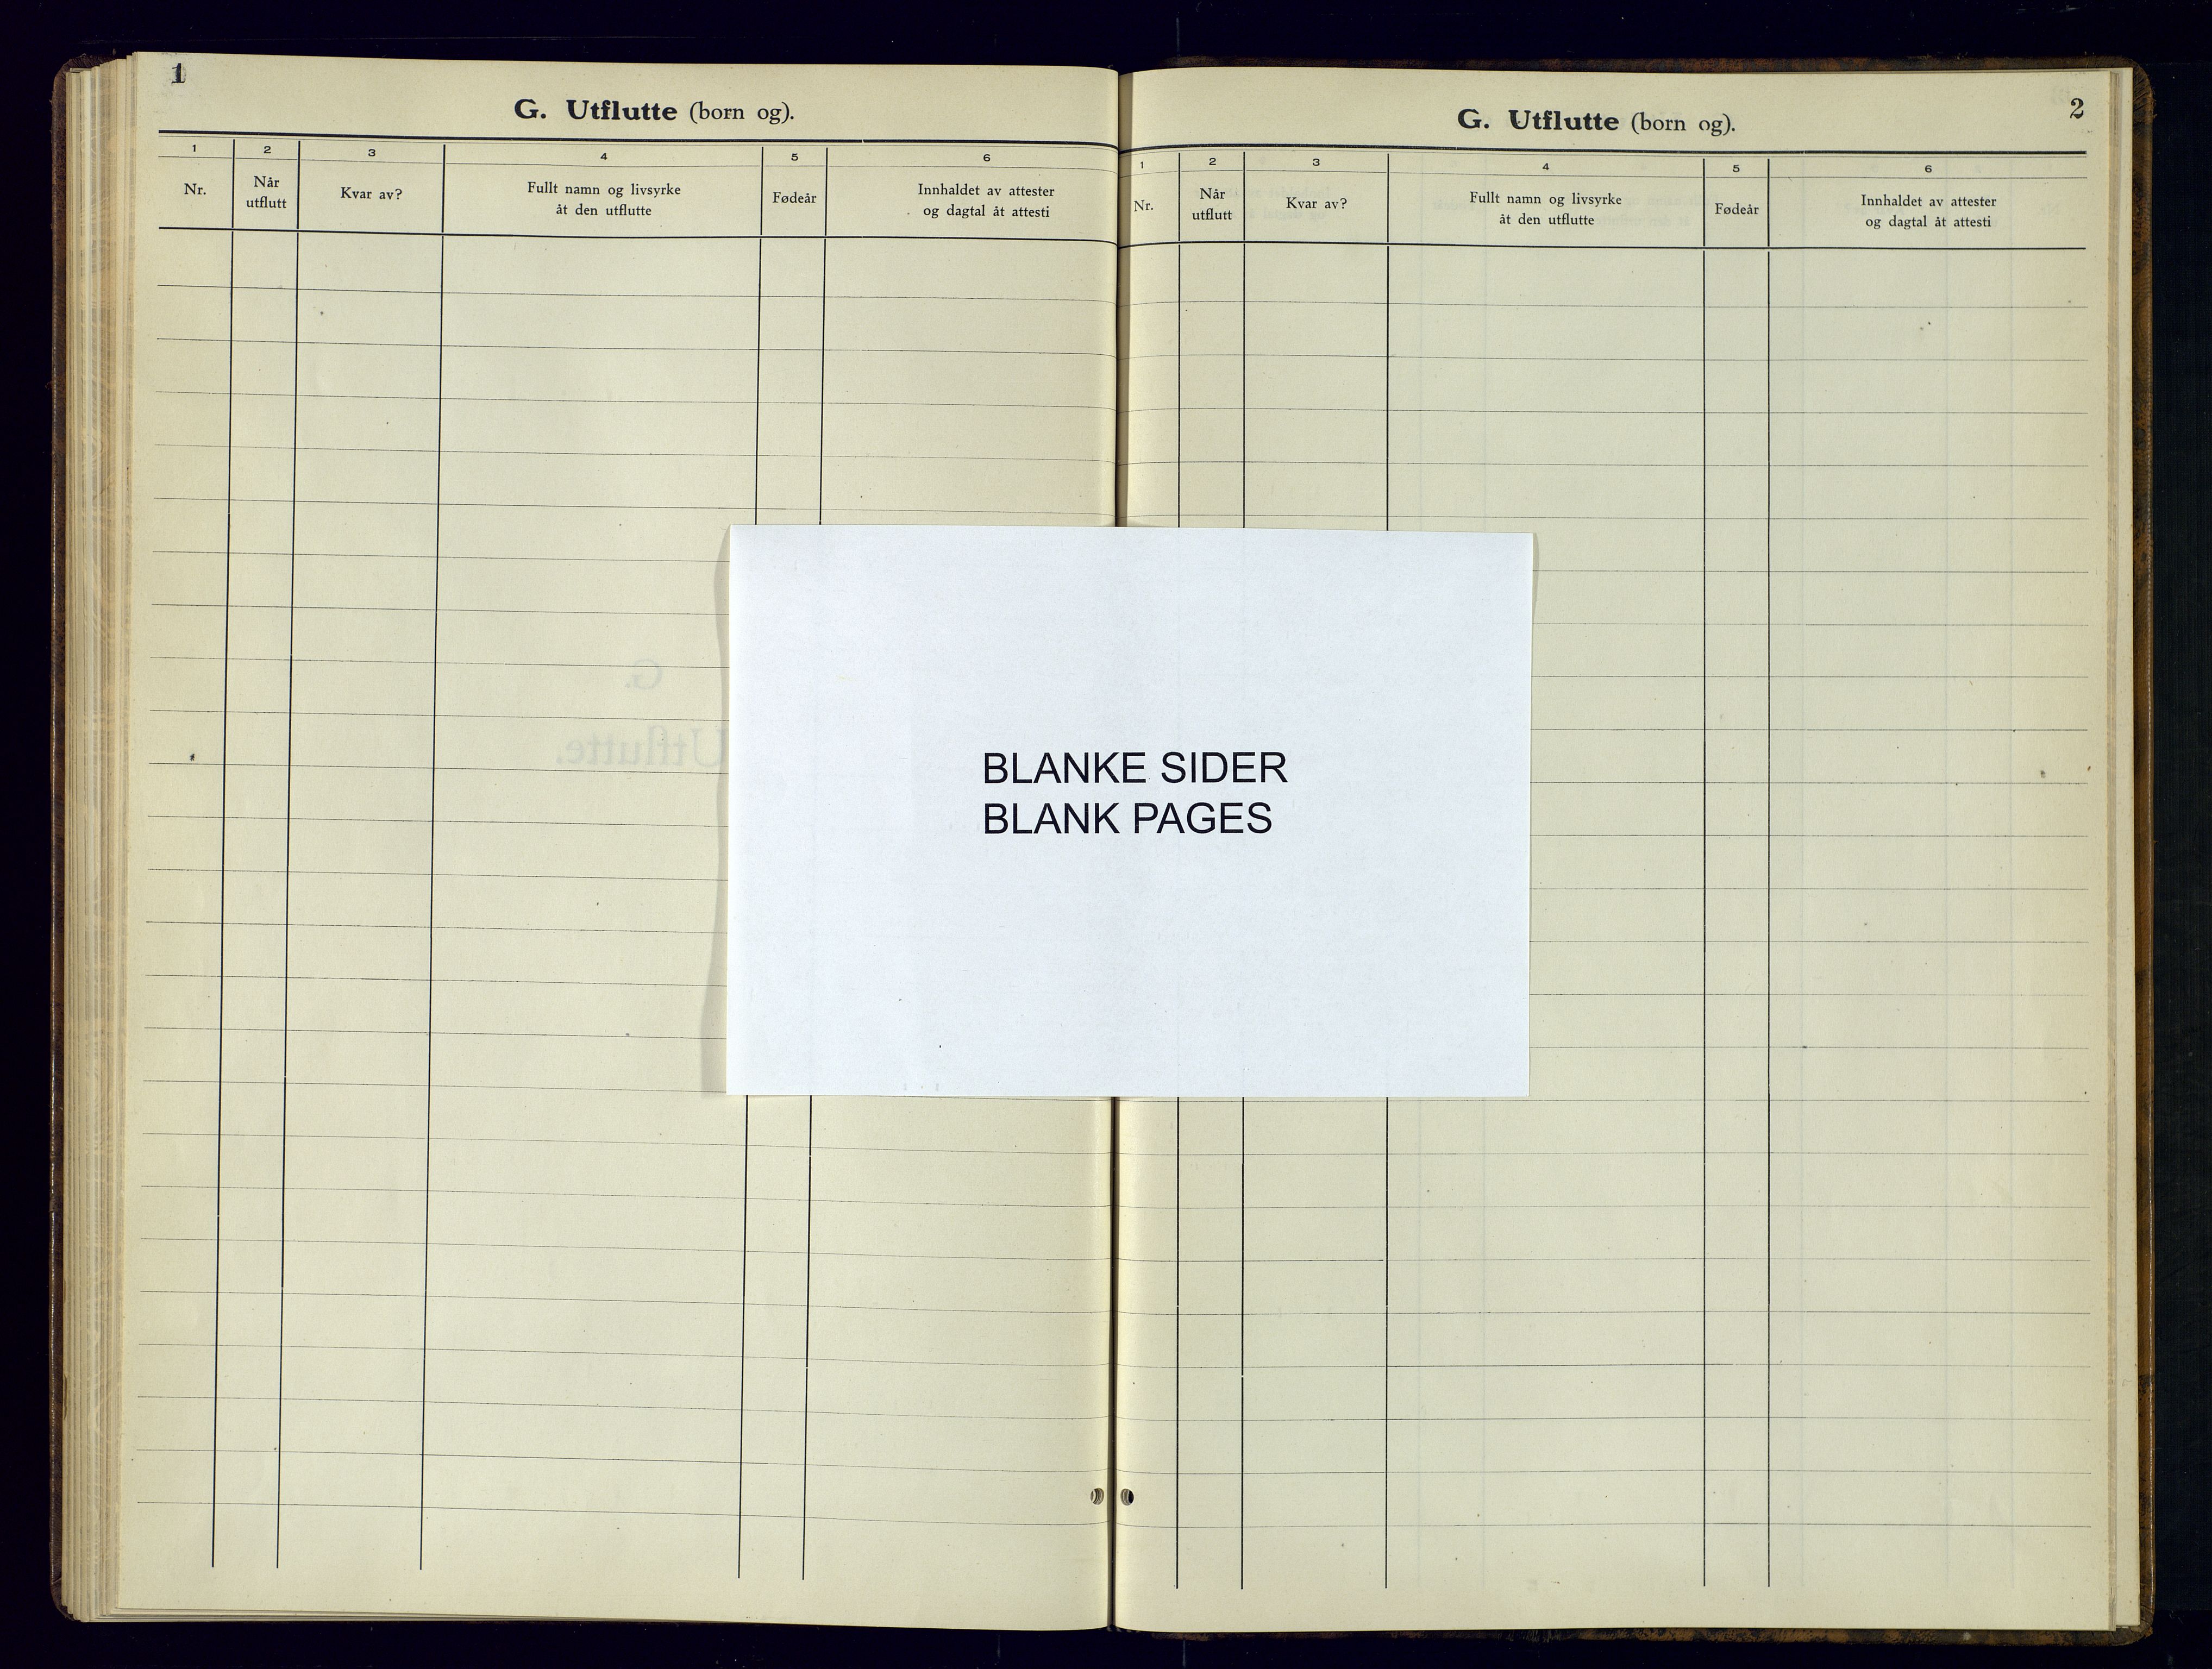 1
G. Utflutte (born og).
1 2 3 4 5 6
Nr.
Når
utflutt
Kvar av?
Fullt namn og livsyrke
åt den utflutte
Fødeår
Innhaldet av attester
og dagtal åt attesti
G.
Utflutte.
2
G. Utflutte (born og).
1 2 3 4 5 6
Nr.
Når
utflutt
Kvar av?
Fullt namn og livsyrke
åt den utflutte
Fødeår
Innhaldet av attester
og dagtal åt attesti
BLANKE SIDER
BLANK PAGES